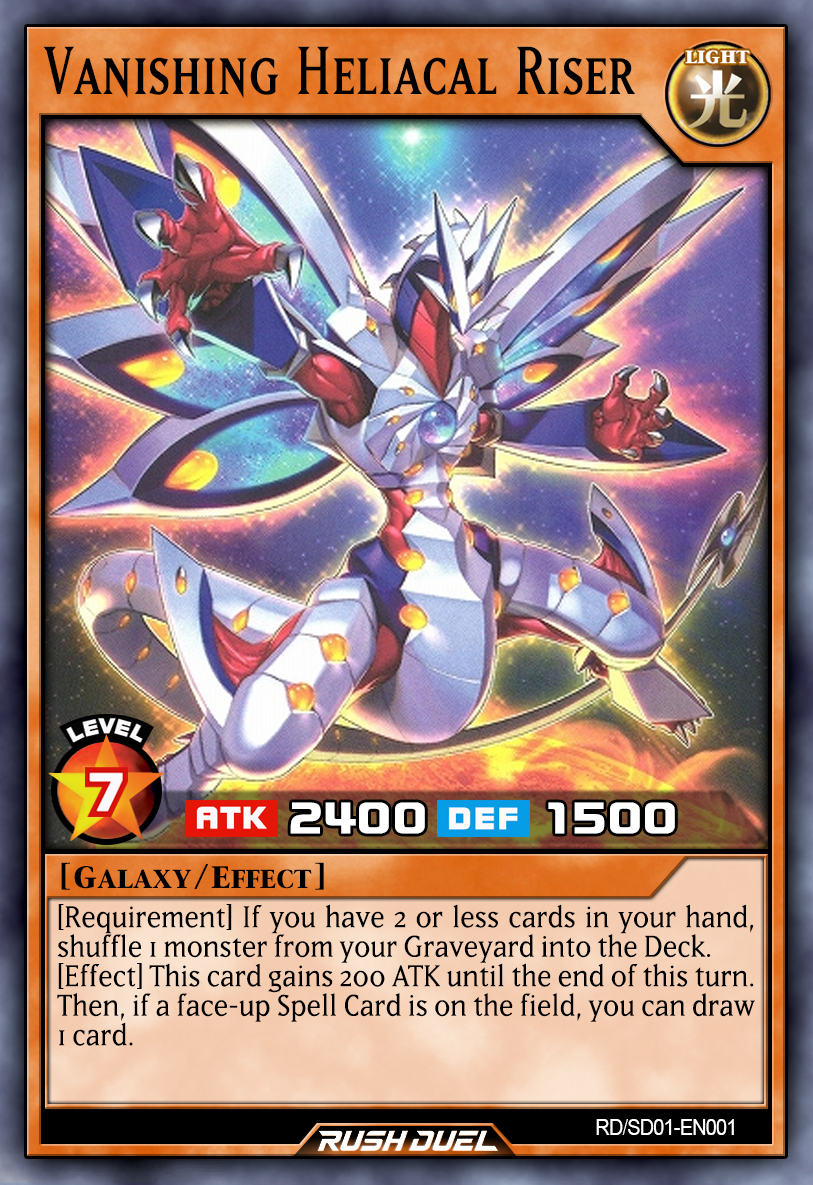 Vanishing Heliacal Riser
LIGHT
光
LEVEL
7
ATK 2400 DEF 1500
[Galaxy/Effect]
[Requirement] If you have 2 or less cards in your hand,
shuffle 1 monster from your Graveyard into the Deck.
[Effect] This card gains 200 ATK until the end of this turn.
Then, if a face-up Spell Card is on the field, you can draw
1 card.
RD/SD01-EN001
RUSH DUEL